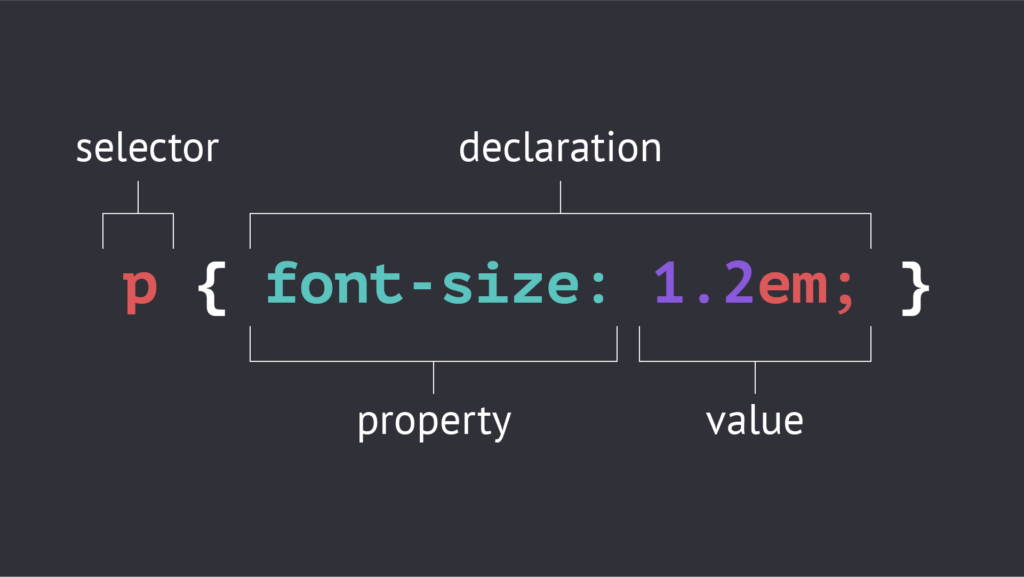 selector declaration
p { font-size: 1.2em; }
property value